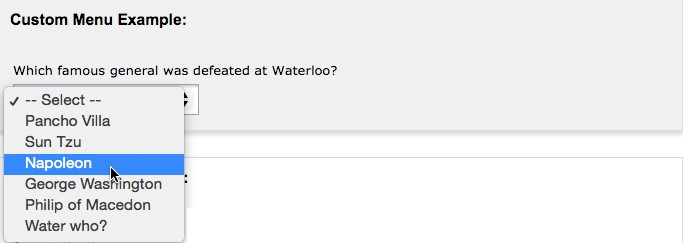 Custom Menu Example:
Which famous general was defeated at Waterloo?
-- Select --
Pancho Villa
Sun Tzu
Napoleon
George Washington
Philip of Macedon
Water who?